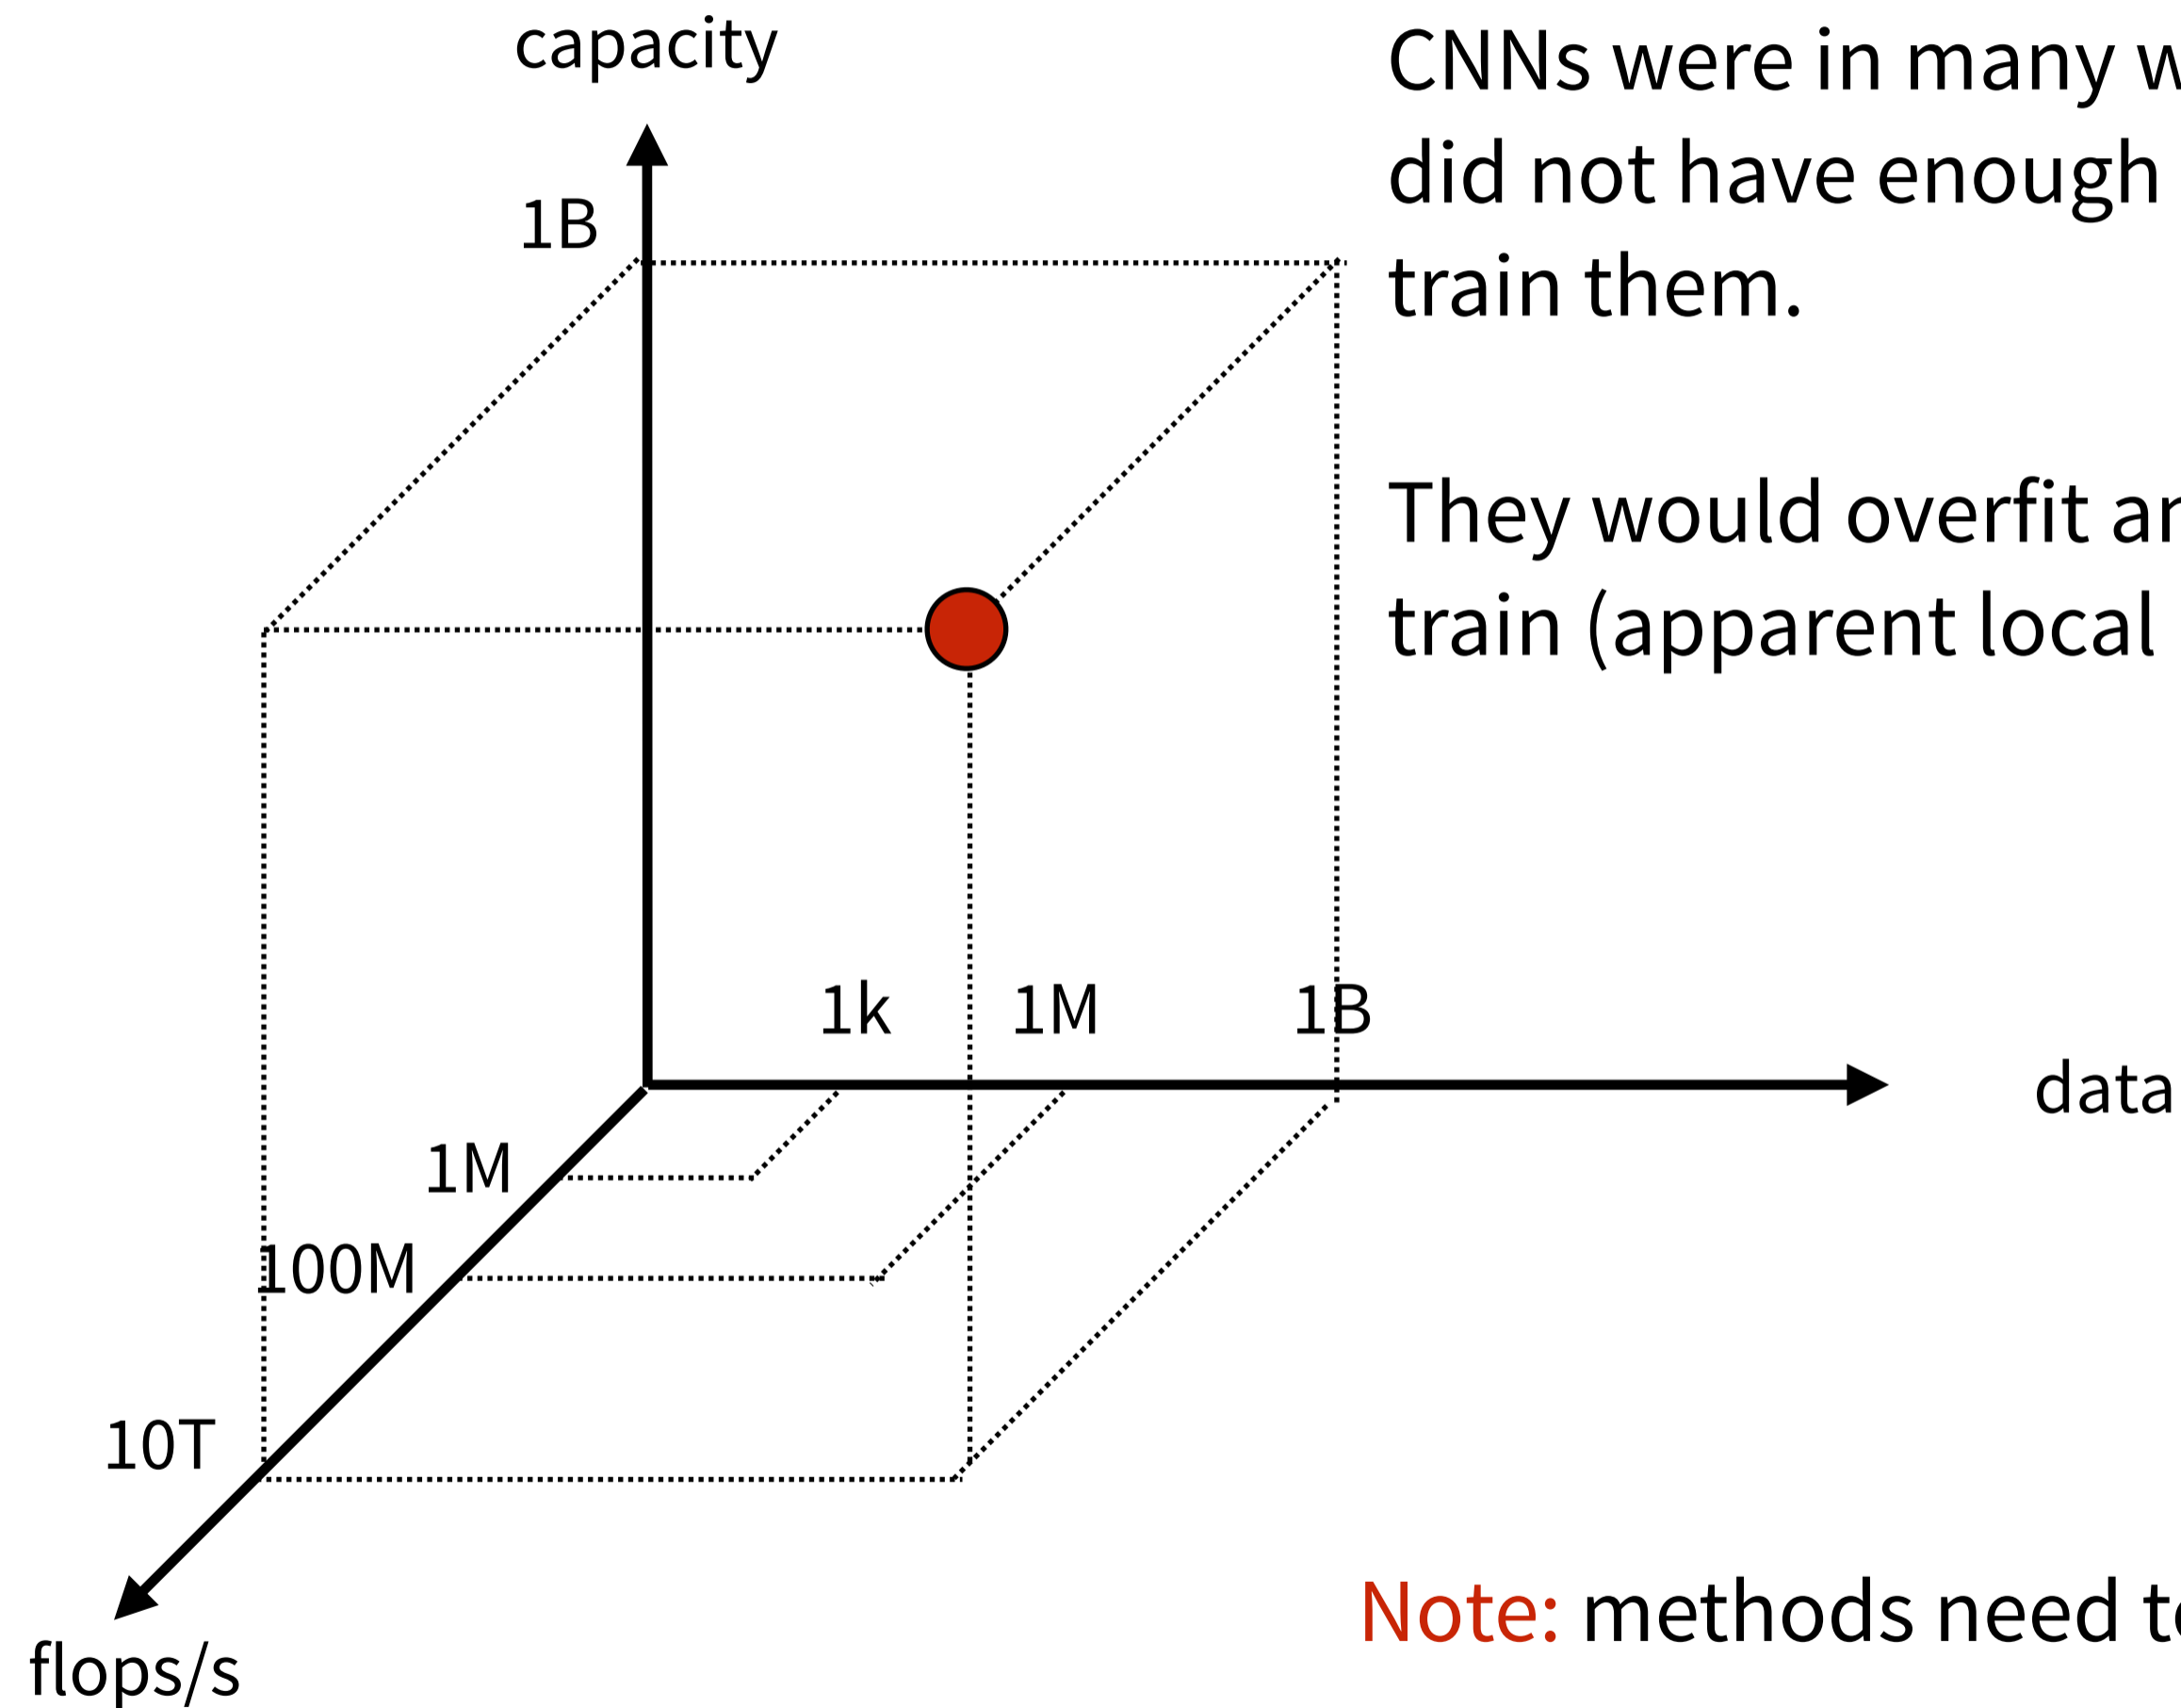 capacity
1B
CNNs were in many
did not have enough
train them.
They would overfit
train (apparent local
1k 1M 1B
data
1M
100M
10T
flops/s
Note: methods need